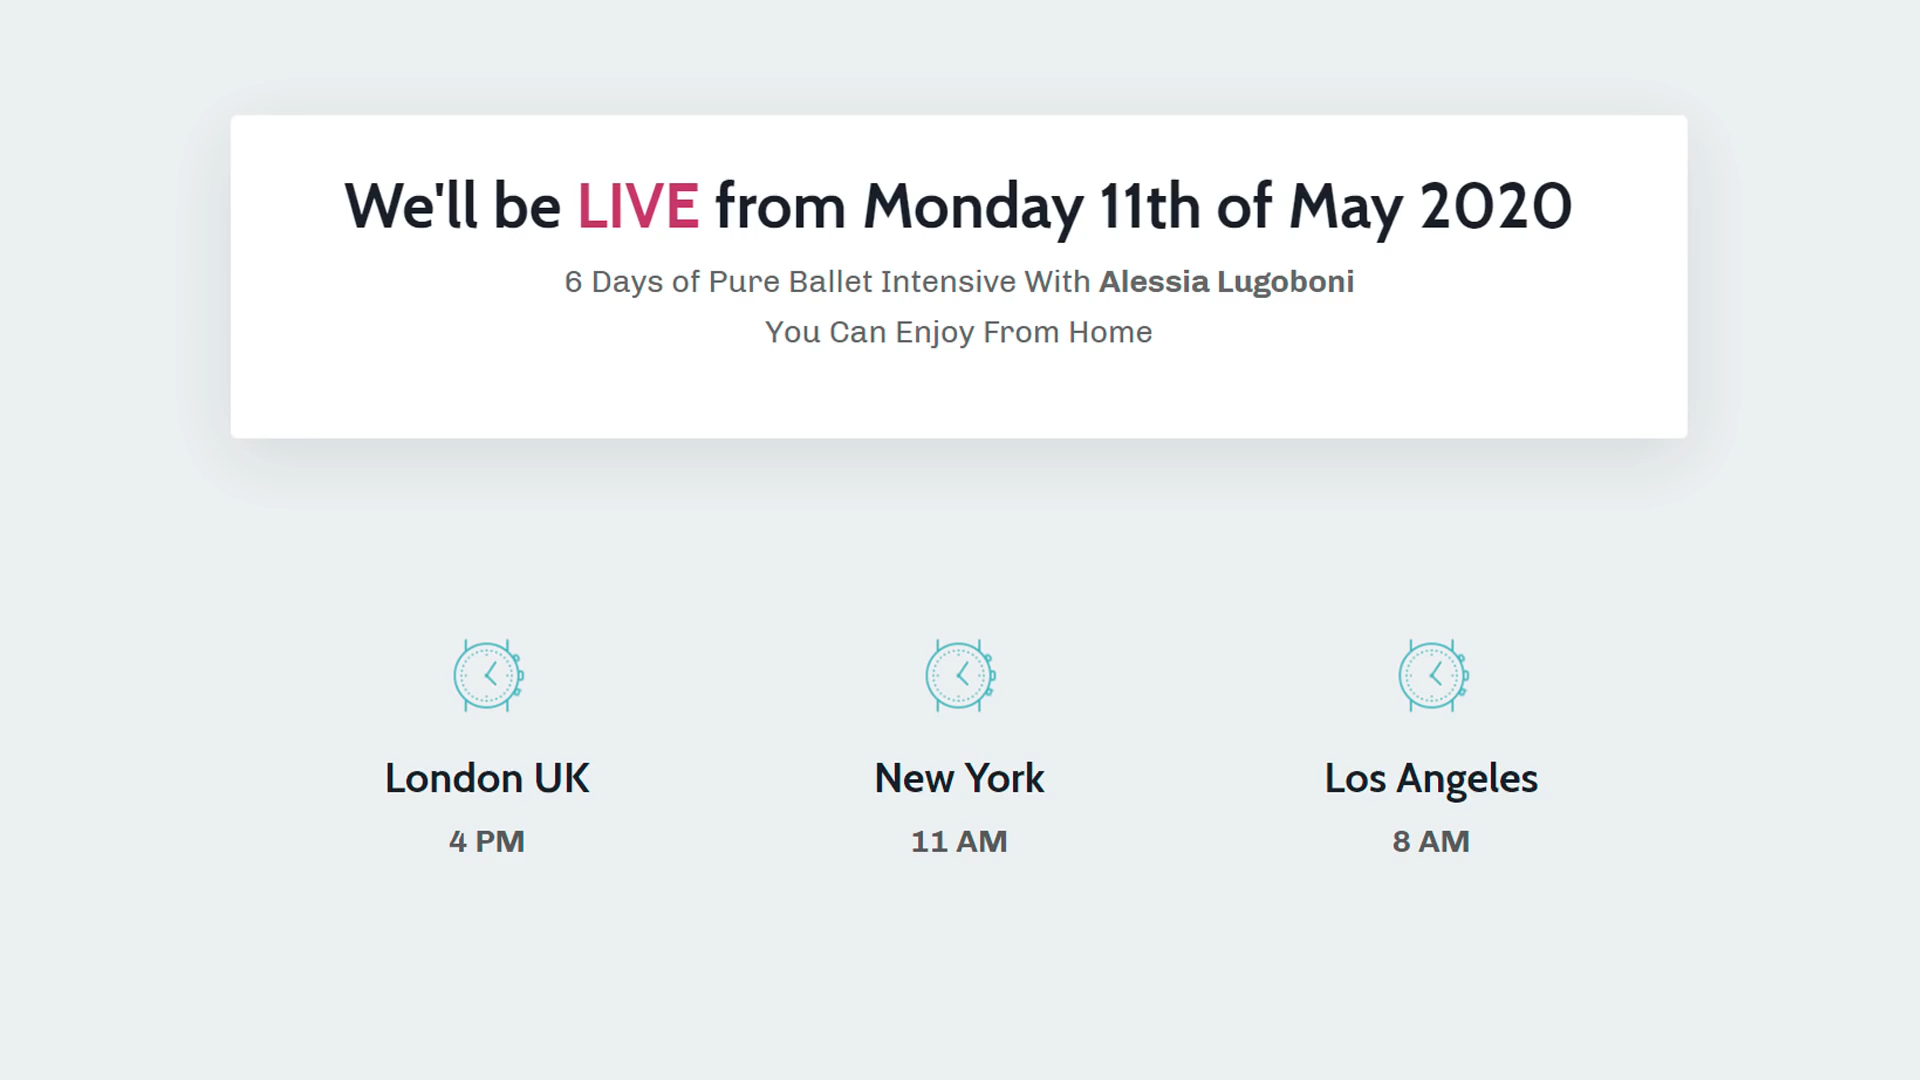 We'll be LIVE from Monday 11th of May 2020
6 Days of Pure Ballet Intensive With Alessia Lugoboni
You Can Enjoy From Home
London UK
4 PM
New York
11 AM
Los Angeles
8 AM